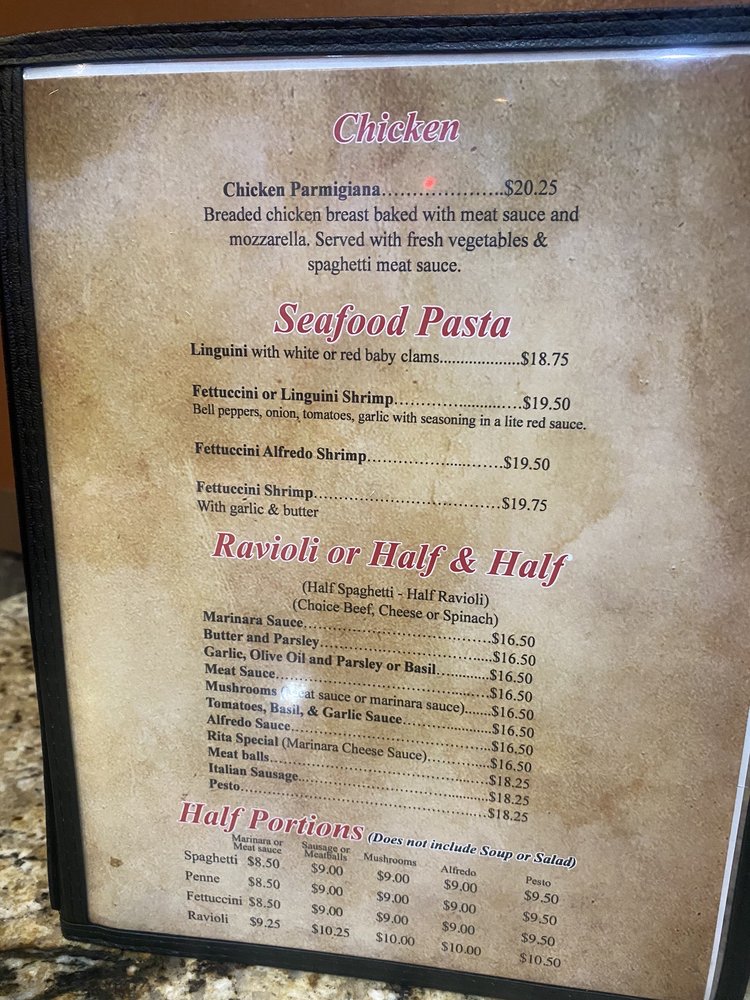 Chicken
Chicken Parmigiana.....................$20.25
Breaded chicken breast baked with meat sauce and
mozzarella. Served with fresh vegetables &
spaghetti meat sauce.
Seafood Pasta
Linguini with white or red baby clams...................$18.75
Fettuccini or Linguini Shrimp.........................$19.50
Bell peppers, onion, tomatoes, garlic with seasoning in a lite red sauce.
Fettuccini Alfredo Shrimp..........................$19.50
Fettuccini Shrimp...................................$19.75
With garlic & butter
Ravioli or Half & Half
(Half Spaghetti - Half Ravioli)
(Choice Beef, Cheese or Spinach)
Marinara Sauce....................................$16.50
Butter and Parsley.................................$16.50
Garlic, Olive Oil and Parsley or Basil.............$16.50
Meat Sauce........................................$16.50
Mushrooms (Meat sauce or marinara sauce).......$16.50
Tomatoes, Basil, & Garlic Sauce....................$16.50
Alfredo Sauce.....................................$16.50
Rita Special (Marinara Cheese Sauce)..............$16.50
Meat balls.........................................$18.25
Italian Sausage....................................$18.25
Pesto..............................................$18.25
Half Portions (Does not include Soup or Salad)
Marinara or Meat sauce Sausage or Meatballs Mushrooms Alfredo Pesto
Spaghetti $8.50 $9.00 $9.00 $9.00 $9.50
Penne $8.50 $9.00 $9.00 $9.00 $9.50
Fettuccini $8.50 $9.00 $9.00 $9.00 $9.50
Ravioli $9.25 $10.25 $10.00 $10.00 $10.50